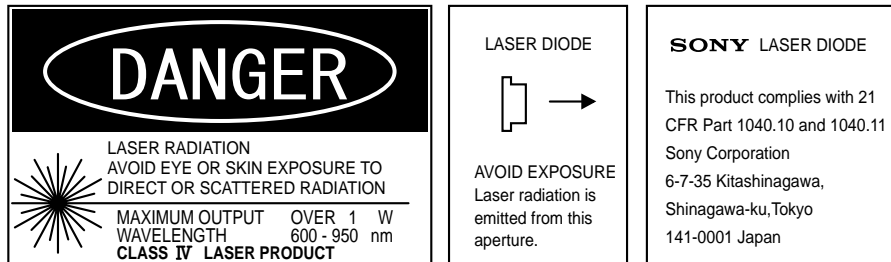 DANGER
LASER RADIATION
AVOID EYE OR SKIN EXPOSURE TO
DIRECT OR SCATTERED RADIATION
MAXIMUM OUTPUT OVER 1 W
WAVELENGTH 600 - 950 nm
CLASS Ⅳ LASER PRODUCT
LASER DIODE
AVOID EXPOSURE
Laser radiation is
emitted from this
aperture.
SONY LASER DIODE
This product complies with 21
CFR Part 1040.10 and 1040.11
Sony Corporation
6-7-35 Kitashinagawa,
Shinagawa-ku,Tokyo
141-0001 Japan